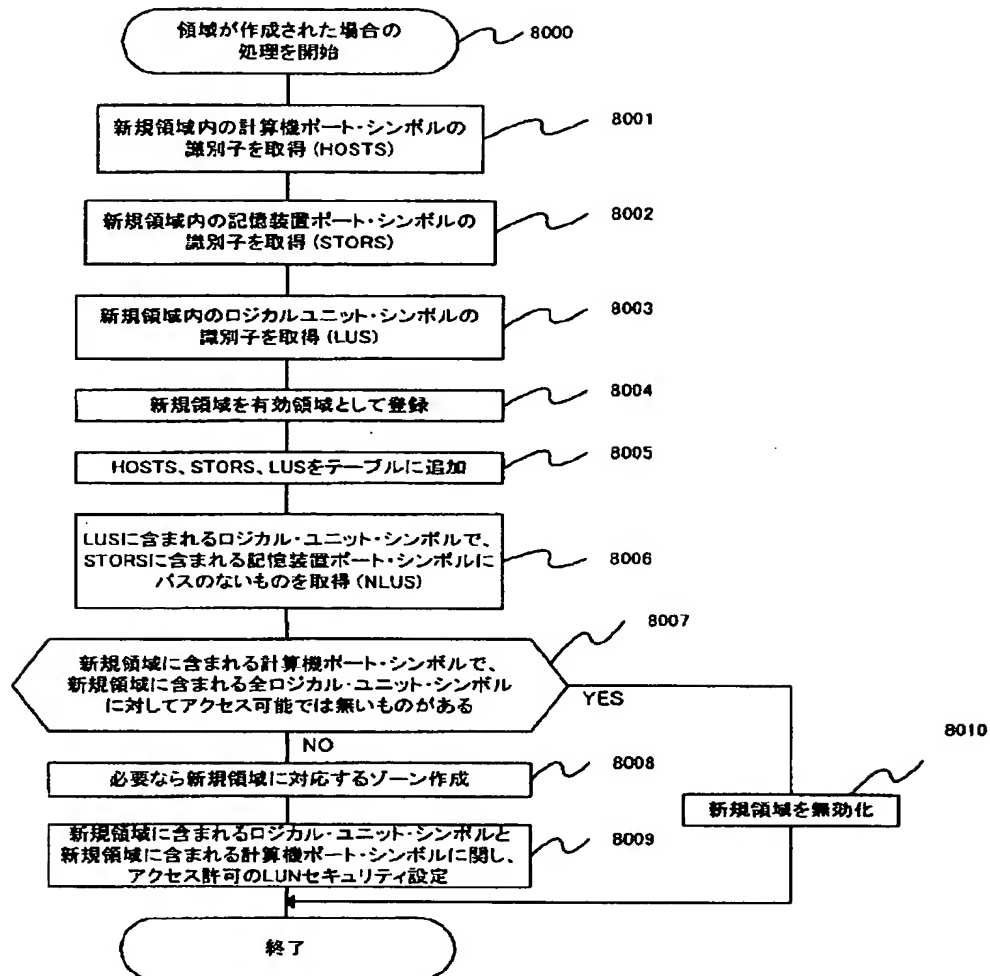 領域が作成された場合の
処理を開始
8000
新規領域内の計算機ポート・シンボルの
識別子を取得(HOSTS)
8001
新規領域内の記憶装置ポート・シンボルの
識別子を取得(STORS)
8002
新規領域内のロジカルユニット・シンボルの
識別子を取得(LUS)
8003
新規領域を有効領域として登録
8004
HOSTS、STORS、LUSをテーブルに追加
8005
LUSに含まれるロジカル・ユニット・シンボルで、
STORSに含まれる記憶装置ポート・シンボルに
パスのないものを取得(NLUS)
8006
8007
新規領域に含まれる計算機ポート・シンボルで、
新規領域に含まれる全ロジカル・ユニット・シンボル
に対してアクセス可能では無いものがある
YES
NO
8010
必要なら新規領域に対応するゾーン作成
8008
新規領域を無効化
新規領域に含まれるロジカル・ユニット・シンボルと
新規領域に含まれる計算機ポート・シンボルに関し、
アクセス許可のLUNセキュリティ設定
8009
終了